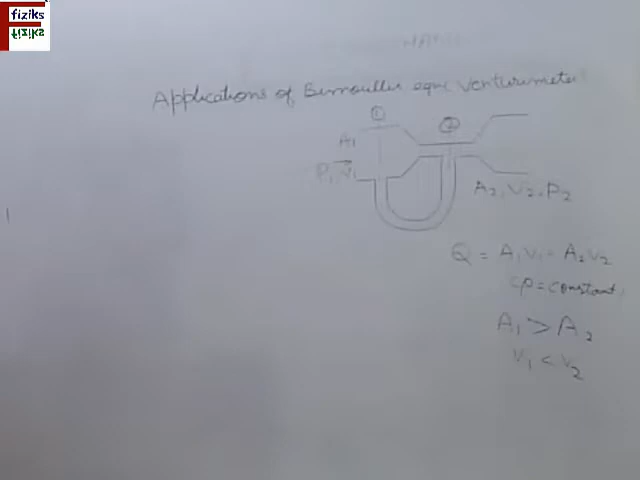 fiziks
fiziks
Applications of Bernoullis eqn: Venturimeter
①
②
A1
P1 V1
A2, V2, P2
Q = A1V1 = A2V2
(ρ = constant)
A1 > A2
V1 < V2